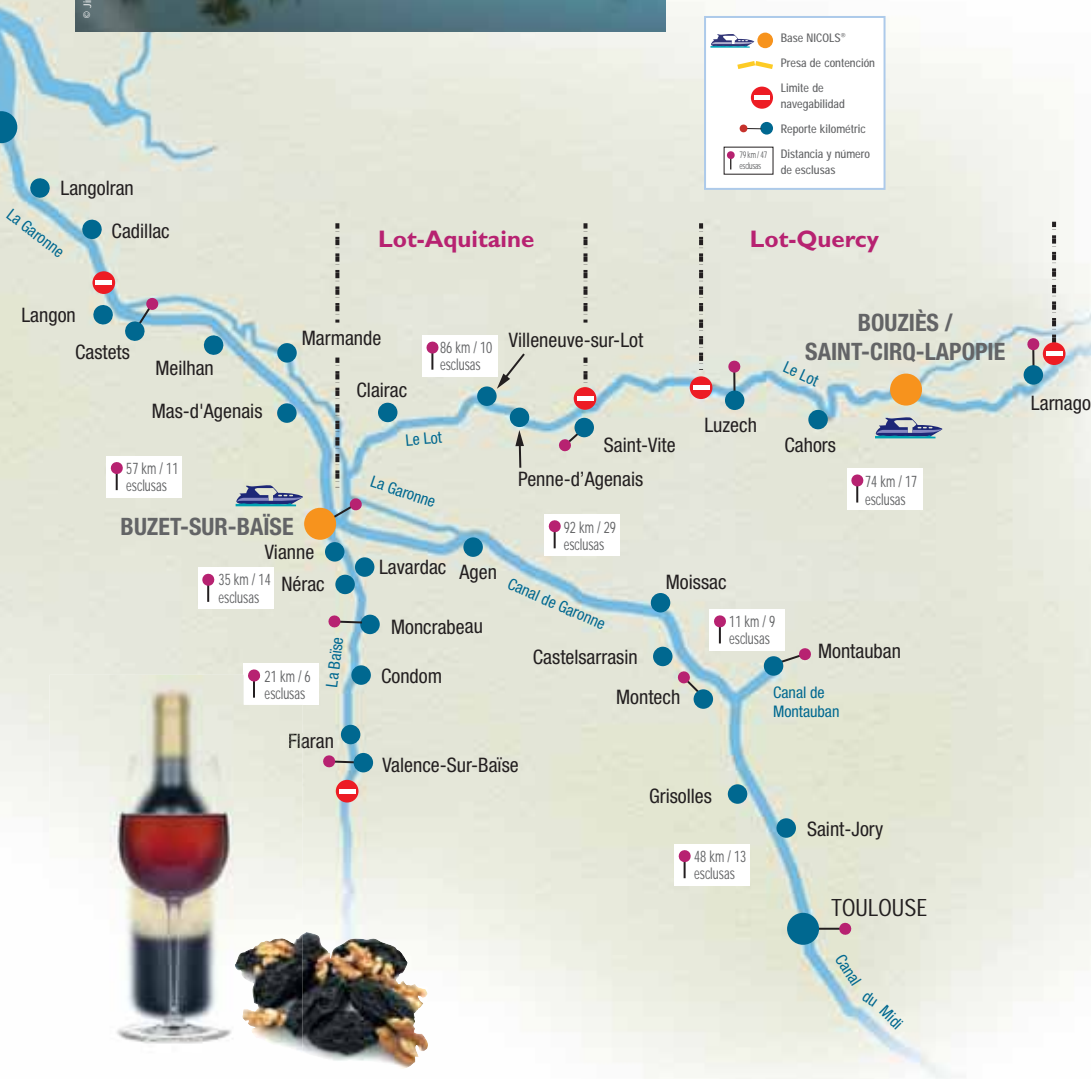 Base NICOLS®
Presa de contención
Limite de
navegabilidad
Reporte kilométric
79 km / 47
esclusas
Distancia y número
de esclusas
Langolran
La Garonne
Cadillac
Lot-Aquitaine
Lot-Quercy
Langon
Castets
Meilhan
Marmande
86 km / 10
esclusas
Villeneuve-sur-Lot
BOUZIÈS /
SAINT-CIRQ-LAPOPIE
Clairac
Le Lot
Mas-d'Agenais
Le Lot
Luzech
Cahors
Larnago
Saint-Vite
Penne-d’Agenais
57 km / 11
esclusas
La Garonne
74 km / 17
esclusas
BUZET-SUR-BAÏSE
92 km / 29
esclusas
Vianne
Lavardac
Agen
35 km / 14
esclusas
Nérac
Canal de Garonne
Moissac
Moncrabeau
11 km / 9
esclusas
La Baïse
Castelsarrasin
Montauban
21 km / 6
esclusas
Condom
Montech
Canal de
Montauban
Flaran
Valence-Sur-Baïse
Grisolles
Saint-Jory
48 km / 13
esclusas
TOULOUSE
Canal du Midi